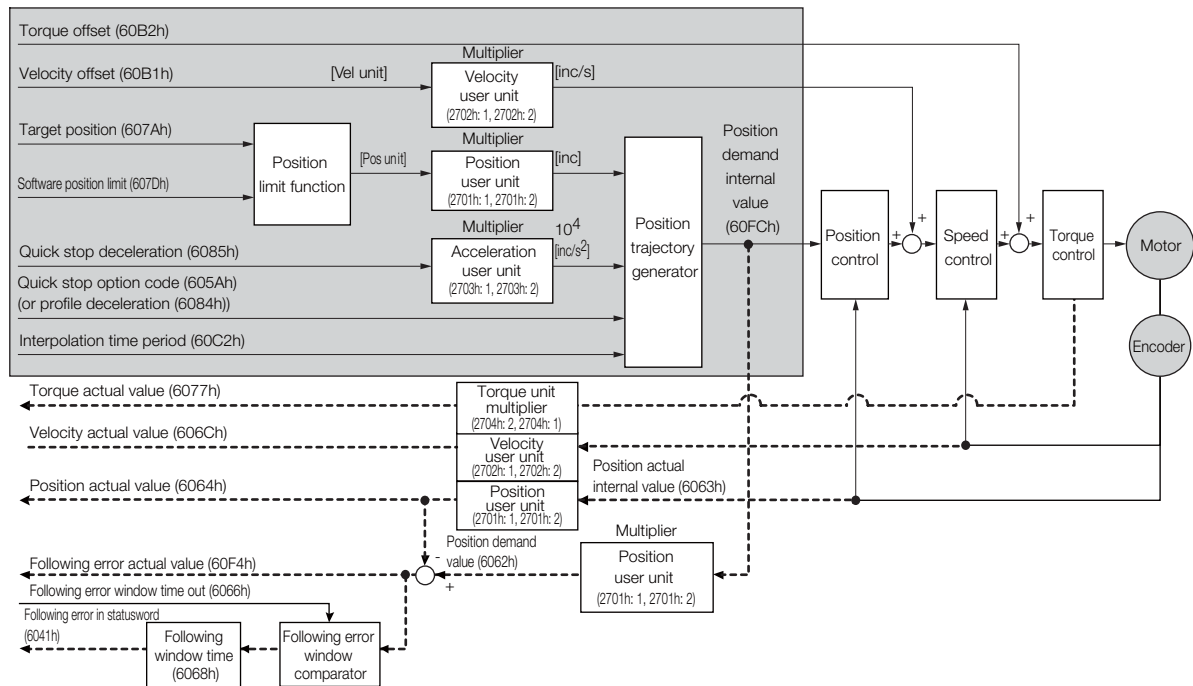 Torque offset (60B2h)
Multiplier
Velocity offset (60B1h)
[Vel unit]
Velocity
user unit
(2702h: 1, 2702h: 2)
[inc/s]
Target position (607Ah)
Software position limit (607Dh)
Position
limit function
[Pos unit]
Multiplier
Position
user unit
(2701h: 1, 2701h: 2)
[inc]
Multiplier
Quick stop deceleration (6085h)
Acceleration
user unit
(2703h: 1, 2703h: 2)
10⁴
[inc/s²]
Quick stop option code (605Ah)
(or profile deceleration (6084h))
Interpolation time period (60C2h)
Position
trajectory
generator
Position
demand
internal
value
(60FCh)
Position
control
+
+
Speed
control
+
+
Torque
control
Motor
Encoder
Torque actual value (6077h)
Torque unit
multiplier
(2704h: 2, 2704h: 1)
Velocity actual value (606Ch)
Velocity
user unit
(2702h: 1, 2702h: 2)
Position actual value (6064h)
Position
user unit
(2701h: 1, 2701h: 2)
Position actual
internal value (6063h)
Multiplier
Position
user unit
(2701h: 1, 2701h: 2)
Position demand
value (6062h)
-
+
Following error actual value (60F4h)
Following error window time out (6066h)
Following error in statusword
(6041h)
Following
window time
(6068h)
Following error
window
comparator